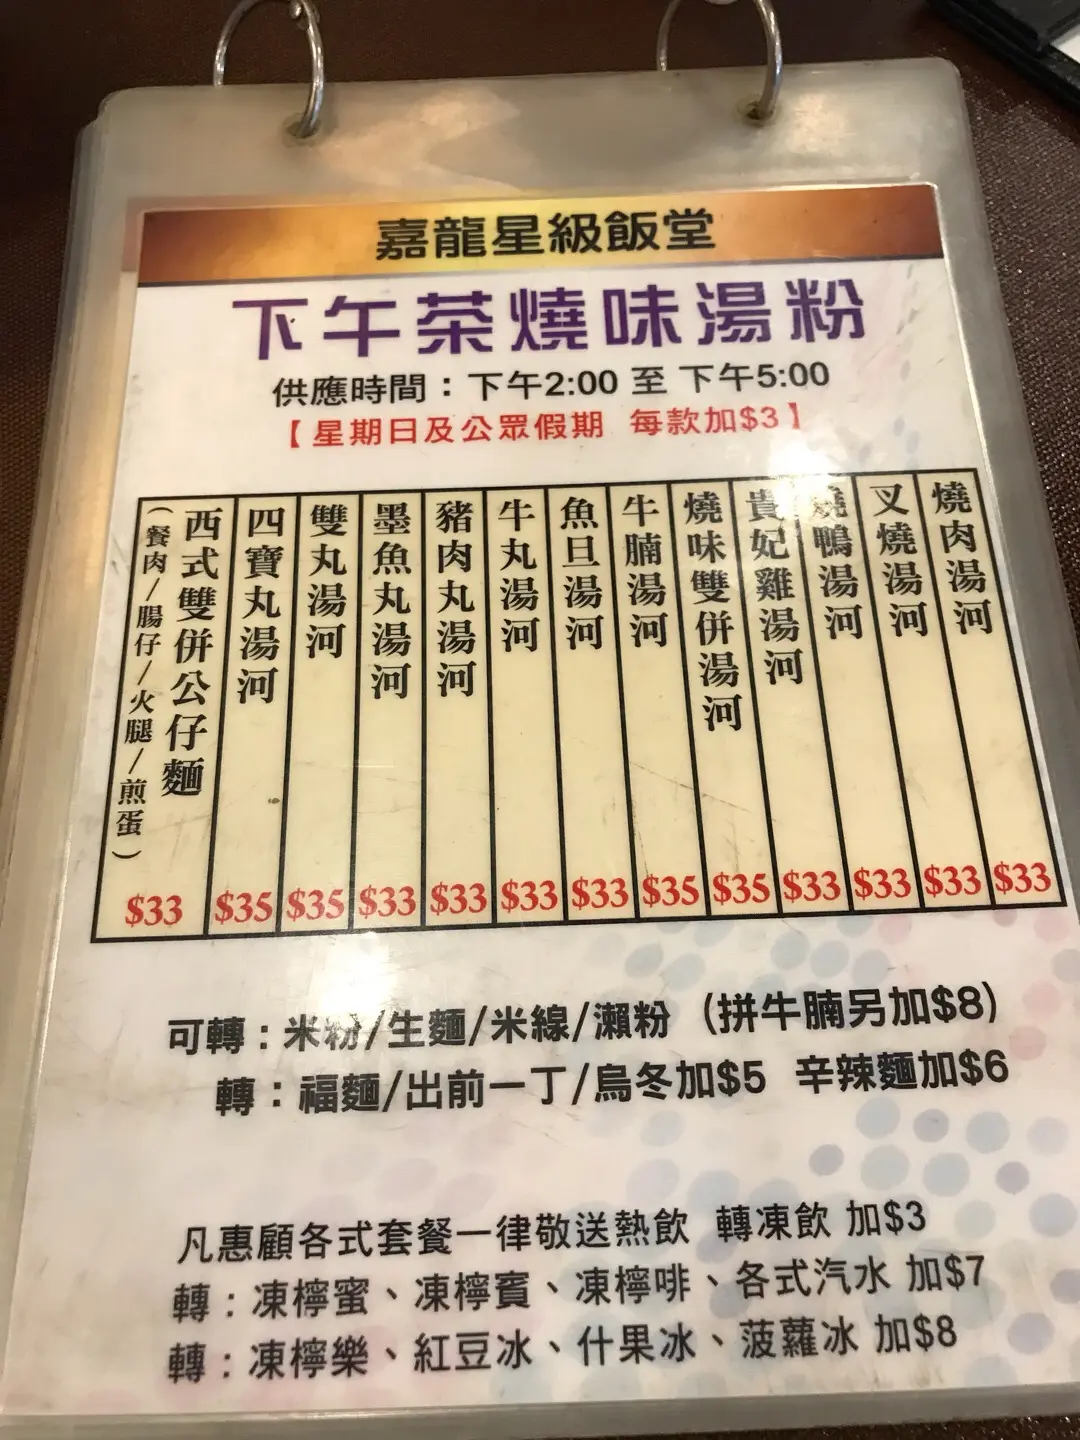 嘉龍星級飯堂
下午茶燒味湯粉
供應時間：下午2:00 至 下午5:00
【 星期日及公眾假期 每款加$3 】
燒肉湯河 $33
叉燒湯河 $33
燒鴨湯河 $33
貴妃雞湯河 $33
燒味雙併湯河 $35
牛腩湯河 $35
魚旦湯河 $33
牛丸湯河 $33
豬肉丸湯河 $33
墨魚丸湯河 $33
雙丸湯河 $35
四寶丸湯河 $35
西式雙併公仔麵
（餐肉/腸仔/火腿/煎蛋） $33
可轉：米粉/生麵/米線/瀨粉 (拼牛腩另加$8)
轉：福麵/出前一丁/烏冬加$5 辛辣麵加$6
凡惠顧各式套餐一律敬送熱飲 轉凍飲 加$3
轉：凍檸蜜、凍檸賓、凍檸啡、各式汽水 加$7
轉：凍檸樂、紅豆冰、什果冰、菠蘿冰 加$8